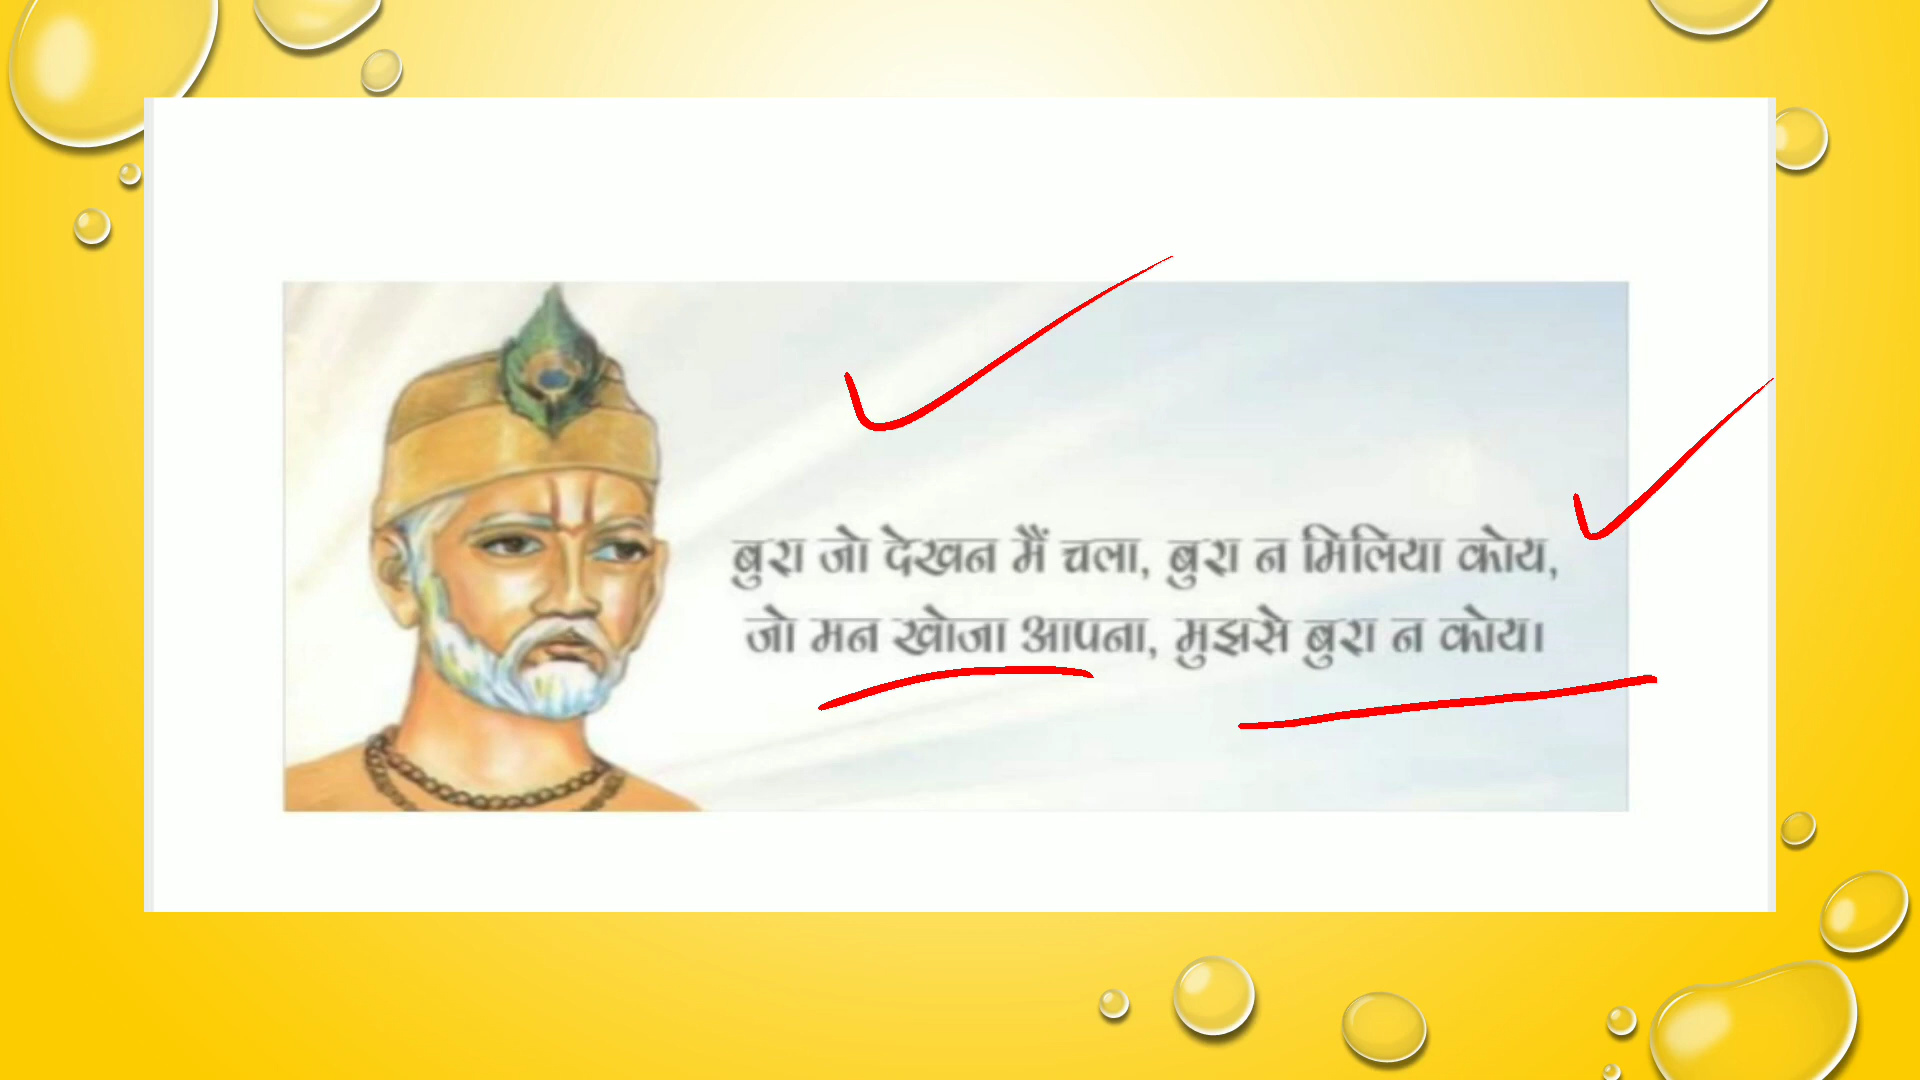 बुरा जो देखन मैं चला, बुरा न मिलिया कोय,
जो मन खोजा आपना, मुझसे बुरा न कोय।